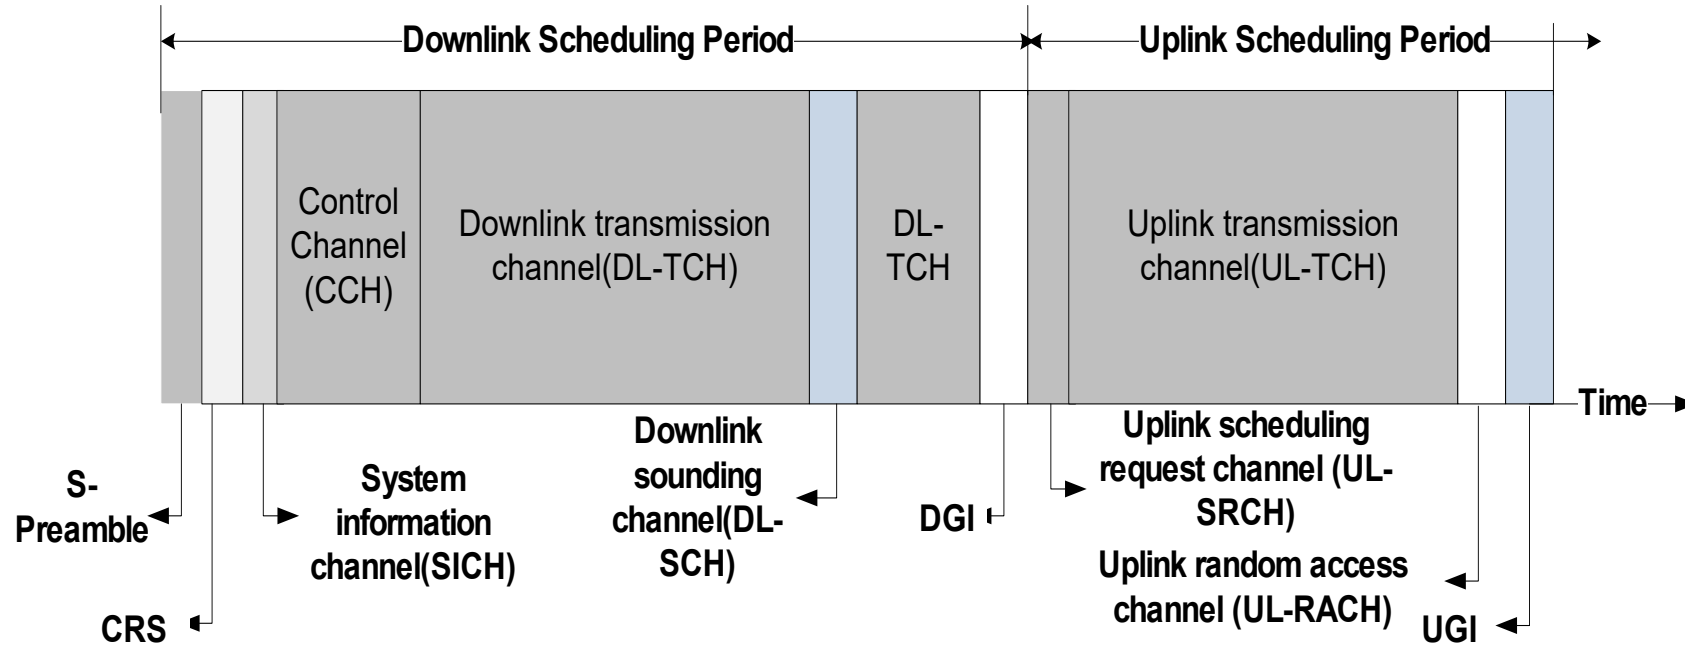 Downlink Scheduling Period
Uplink Scheduling Period
Control
Channel
(CCH)
Downlink transmission
channel(DL-TCH)
DL-
TCH
Uplink transmission
channel(UL-TCH)
Time
S-
Preamble
CRS
System
information
channel(SICH)
Downlink
sounding
channel(DL-
SCH)
DGI
Uplink scheduling
request channel (UL-
SRCH)
Uplink random access
channel (UL-RACH)
UGI